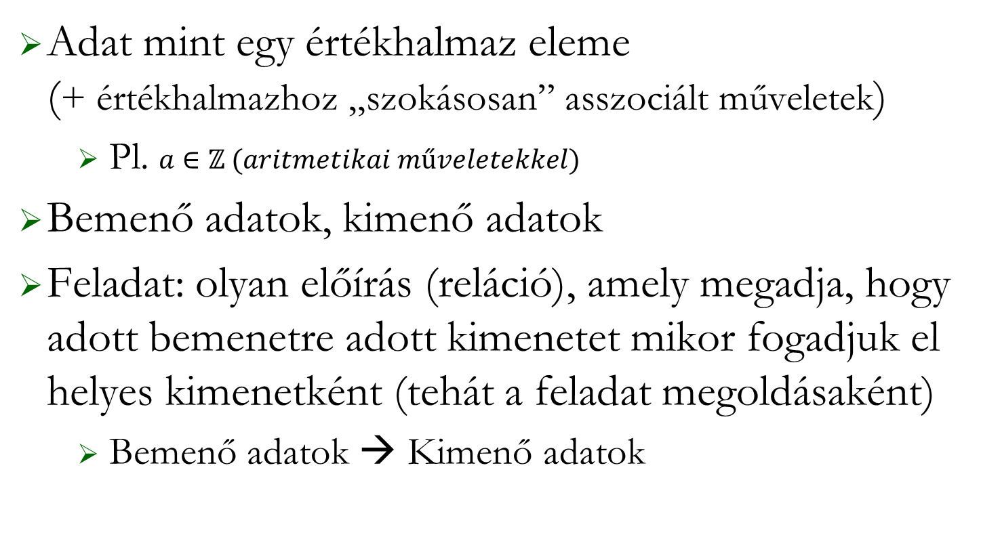 ➢ Adat mint egy értékhalmaz eleme
(+ értékhalmazhoz „szokásosan” asszociált műveletek)
➢ Pl. a ∈ ℤ (aritmetikai műveletekkel)
➢ Bemenő adatok, kimenő adatok
➢ Feladat: olyan előírás (reláció), amely megadja, hogy
adott bemenetre adott kimenetet mikor fogadjuk el
helyes kimenetként (tehát a feladat megoldásaként)
➢ Bemenő adatok → Kimenő adatok